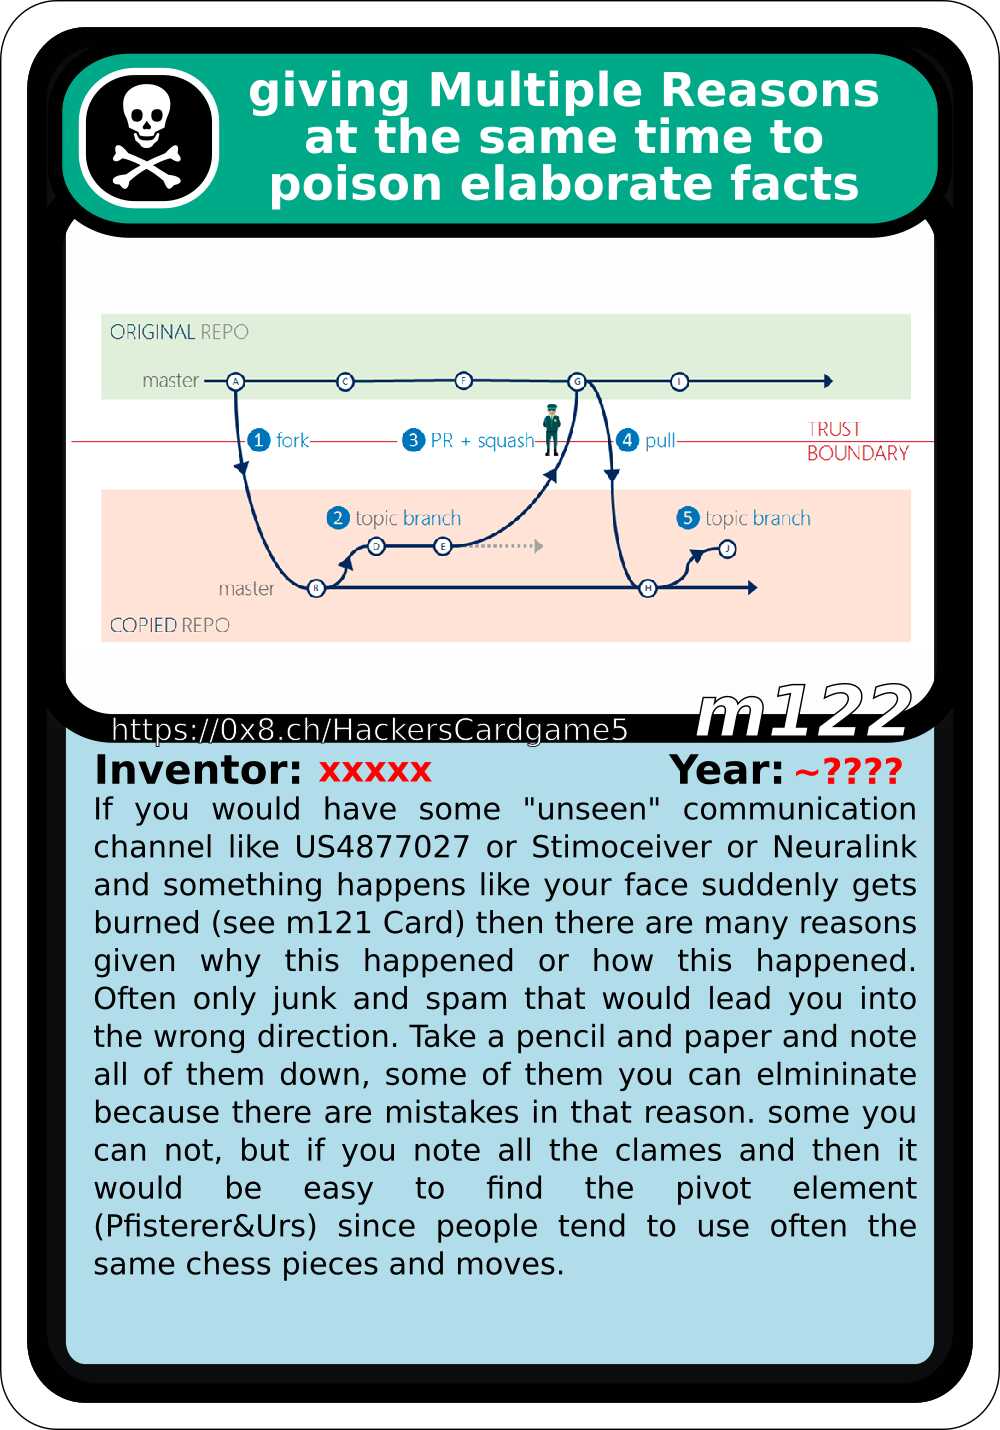 giving Multiple Reasons
at the same time to
poison elaborate facts
ORIGINAL REPO
master
A
C
F
G
I
1 fork
3 PR + squash
4 pull
TRUST
BOUNDARY
2 topic branch
5 topic branch
D
E
J
master
B
H
COPIED REPO
m122
https://0x8.ch/HackersCardgame5
Inventor: xxxxx Year: ~????
If you would have some "unseen" communication
channel like US4877027 or Stimoceiver or Neuralink
and something happens like your face suddenly gets
burned (see m121 Card) then there are many reasons
given why this happened or how this happened.
Often only junk and spam that would lead you into
the wrong direction. Take a pencil and paper and note
all of them down, some of them you can elmininate
because there are mistakes in that reason. some you
can not, but if you note all the clames and then it
would be easy to find the pivot element
(Pfisterer&Urs) since people tend to use often the
same chess pieces and moves.